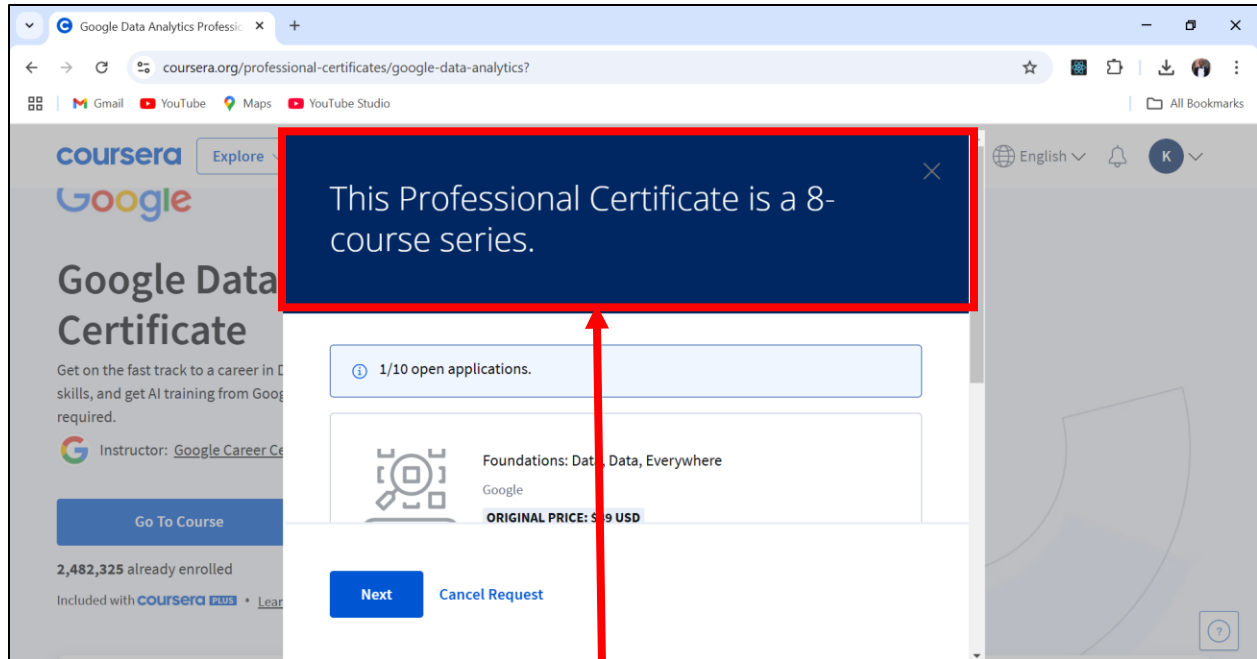 Google Data Analytics Professio
coursera.org/professional-certificates/google-data-analytics?
Gmail YouTube Maps YouTube Studio All Bookmarks
coursera Explore English K
Google
Google Data
Certificate
Get on the fast track to a career in D
skills, and get AI training from Goog
required.
Instructor: Google Career Ce
Go To Course
2,482,325 already enrolled
Included with coursera PLUS • Lear
This Professional Certificate is a 8-
course series.
1/10 open applications.
Foundations: Data, Data, Everywhere
Google
ORIGINAL PRICE: USD
Next Cancel Request